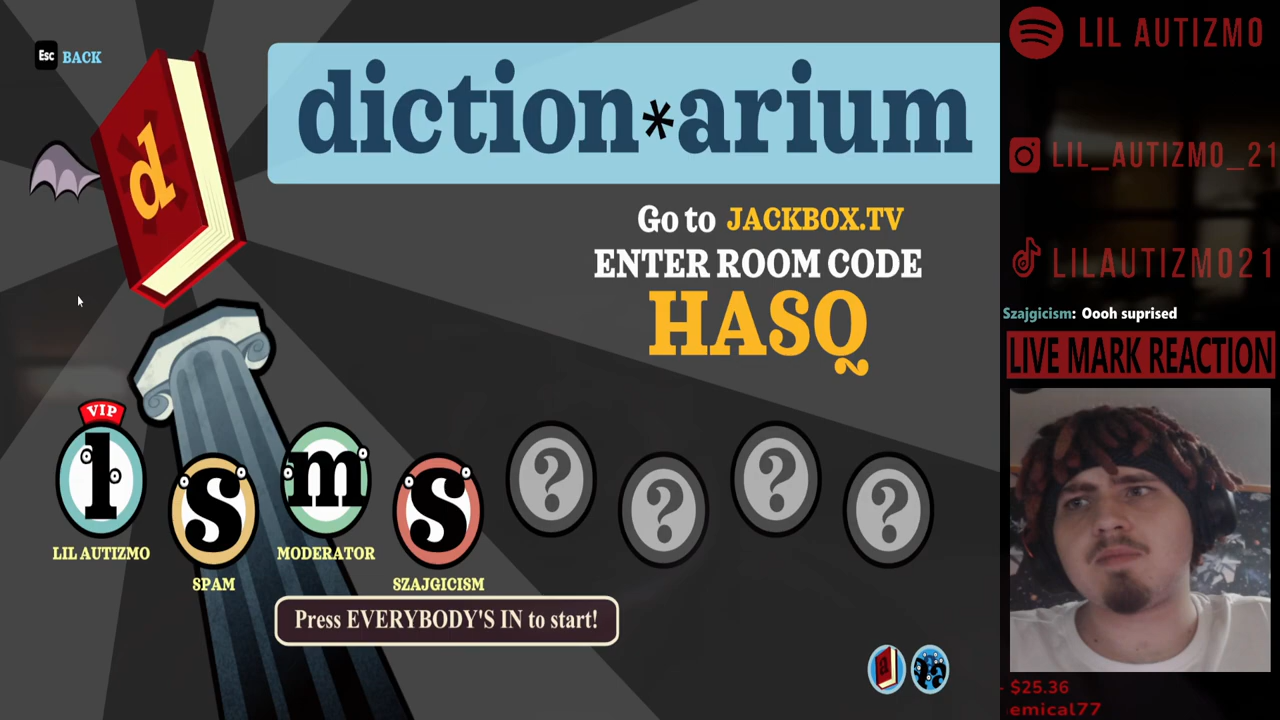 Esc BACK
d
diction*arium
Go to JACKBOX.TV
ENTER ROOM CODE
HASQ
VIP
l
s
m
s
?
?
?
?
LIL AUTIZMO
SPAM
MODERATOR
SZAJGICISM
Press EVERYBODY'S IN to start!
d
LIL AUTIZMO
LIL_AUTIZMO_21
LILAUTIZMO21
Szajgicism: Oooh suprised
LIVE MARK REACTION
- $25.36
emical77